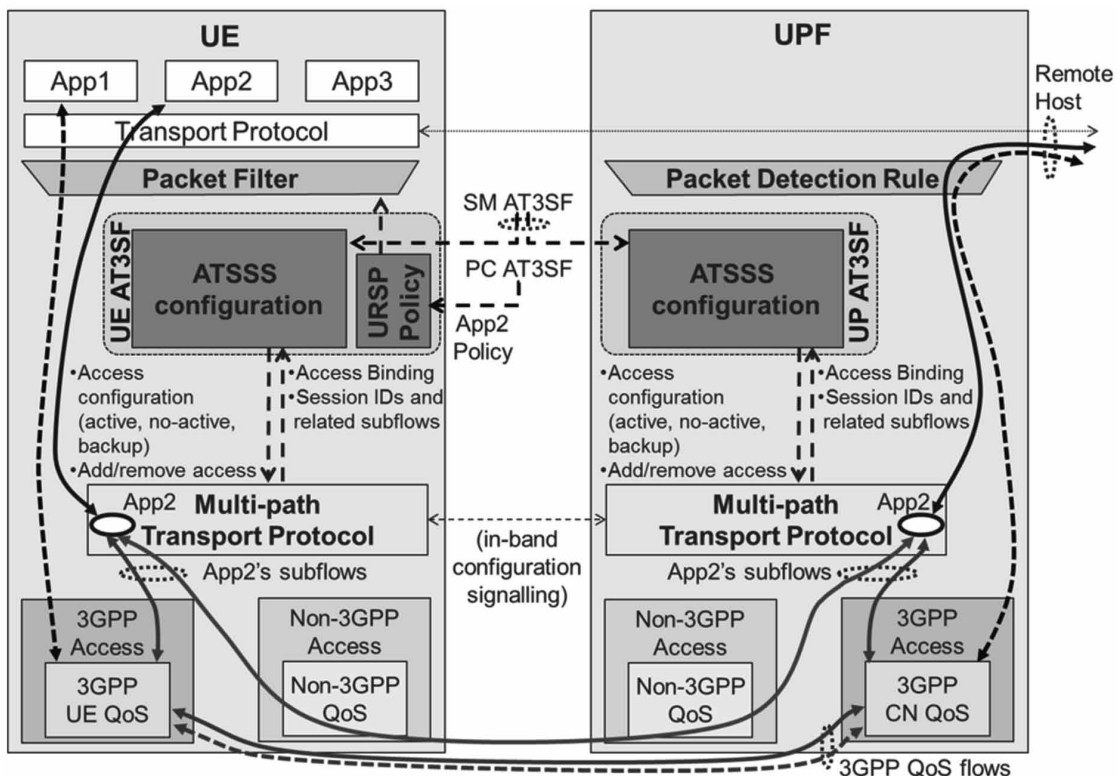 UE
App1
App2
App3
Transport Protocol
Packet Filter
UE AT3SF
ATSSS
configuration
URSP
Policy
•Access
configuration
(active, no-active,
backup)
•Add/remove access
•Access Binding
•Session IDs and
related subflows
App2
Multi-path
Transport Protocol
App2's subflows
3GPP
Access
3GPP
UE QoS
Non-3GPP
Access
Non-3GPP
QoS
SM AT3SF
PC AT3SF
App2
Policy
(in-band
configuration
signalling)
UPF
Remote
Host
Packet Detection Rule
ATSSS
configuration
UP AT3SF
•Access
configuration
(active, no-active,
backup)
•Add/remove access
•Access Binding
•Session IDs and
related subflows
Multi-path
Transport Protocol
App2
App2's subflows
Non-3GPP
Access
Non-3GPP
QoS
3GPP
Access
3GPP
CN QoS
3GPP QoS flows